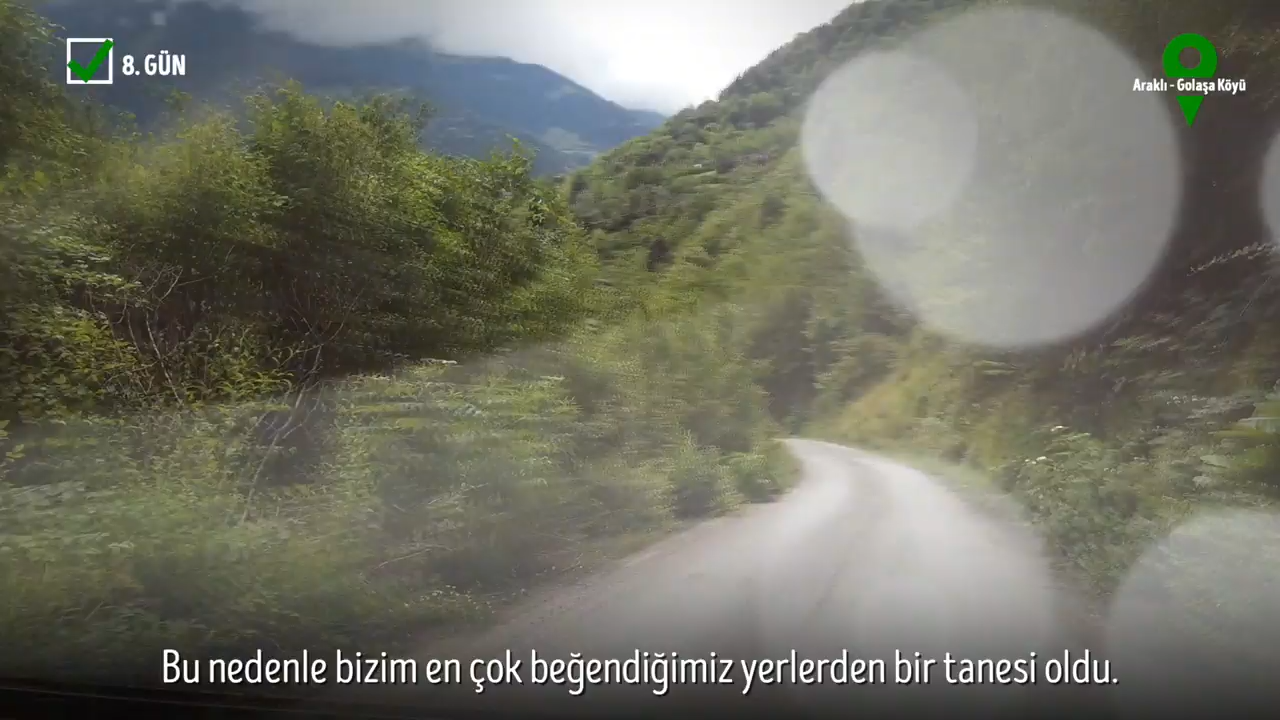 8. GÜN
Araklı - Golaşa Köyü
Bu nedenle bizim en çok beğendiğimiz yerlerden bir tanesi oldu.